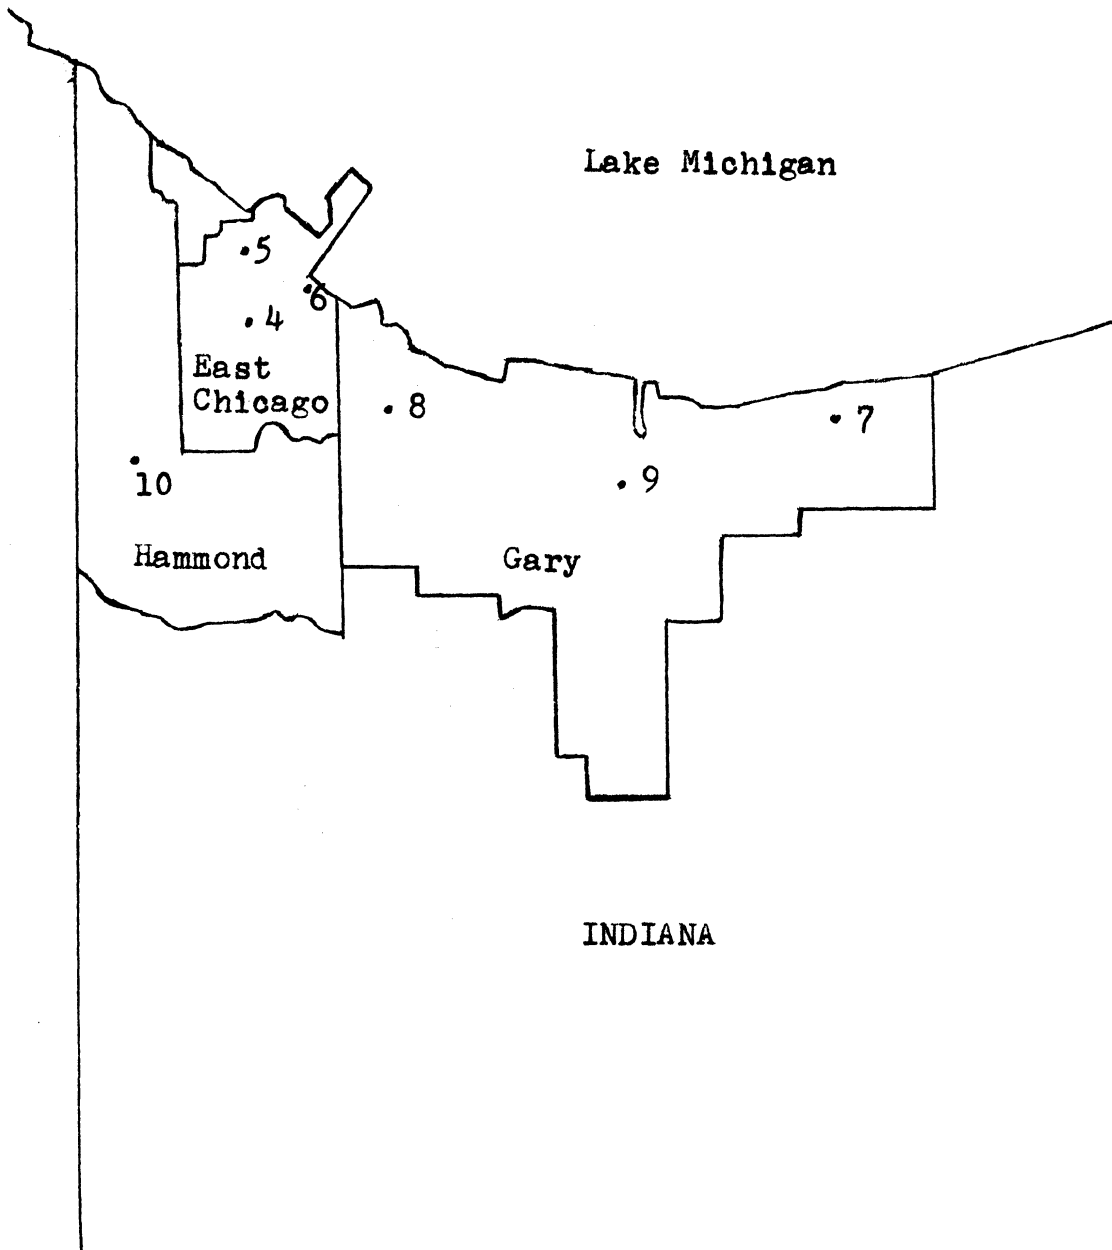 Lake Michigan
.5
.6
.4
East
Chicago
.8
.7
.9
.10
Hammond
Gary
INDIANA